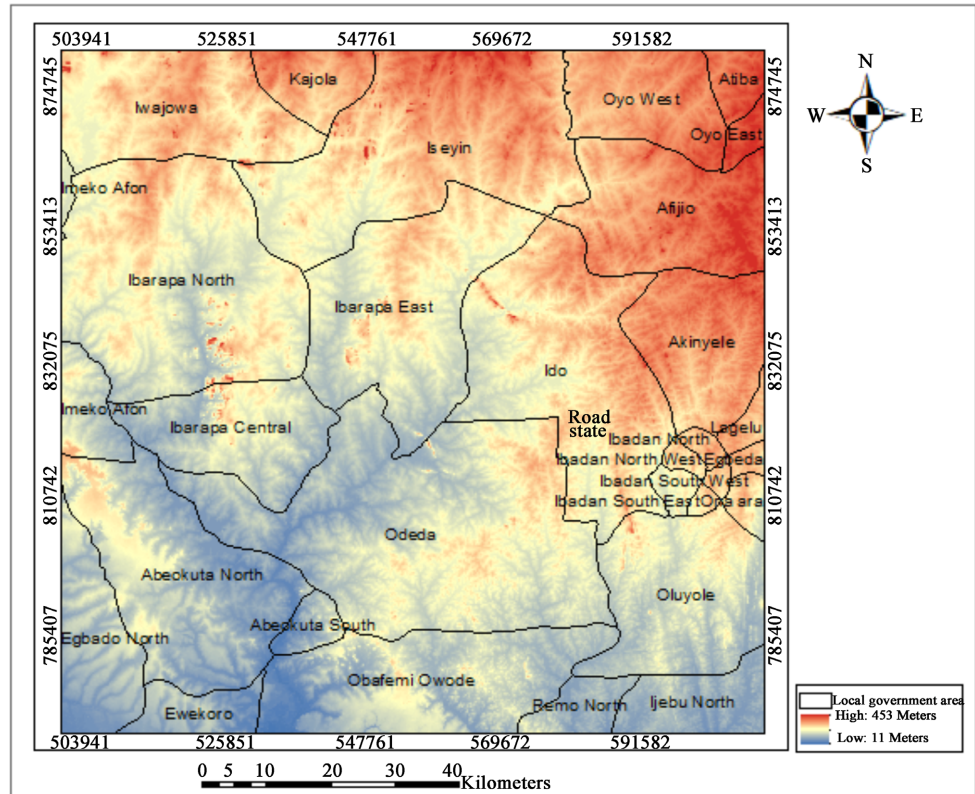 503941 525851 547761 569672 591582
874745 874745
N
W E
S
Kajola Atiba
Iwajowa Oyo West
Oyo East
Iseyin
Imeko Afon
Afijio
853413 853413
Ibarapa North
Ibarapa East
Akinyele
832075 832075
Ido
Imeko Afon
Road
state
Ibarapa Central Lagelu
Ibadan North
Ibadan North West Egbeda
Ibadan South West
Ibadan South East Ona ara
810742 810742
Odeda
Abeokuta North
Oluyole
Abeokuta South
785407 785407
Egbado North
Obafemi Owode
Remo North Ijebu North
Ewekoro
503941 525851 547761 569672 591582
Local government area
High: 453 Meters
Low: 11 Meters
0 5 10 20 30 40
Kilometers